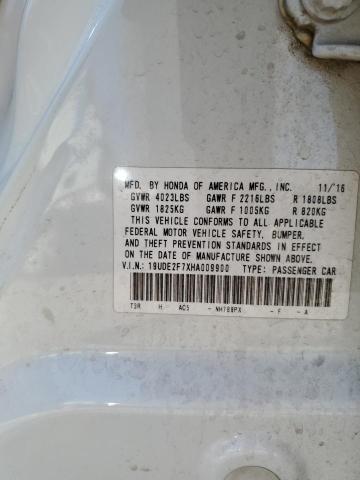 MFD. BY HONDA OF AMERICA MFG., INC. 11/16
GVWR 4023LBS GAWR F 2216LBS R 1808LBS
GVWR 1825KG GAWR F 1005KG R 820KG
THIS VEHICLE CONFORMS TO ALL APPLICABLE
FEDERAL MOTOR VEHICLE SAFETY, BUMPER,
AND THEFT PREVENTION STANDARDS IN EFFECT
ON THE DATE OF MANUFACTURE SHOWN ABOVE.
V.I.N.: 19UDE2F7XHA009900 TYPE: PASSENGER CAR
T3R H AC5 - NH788PX - F - A